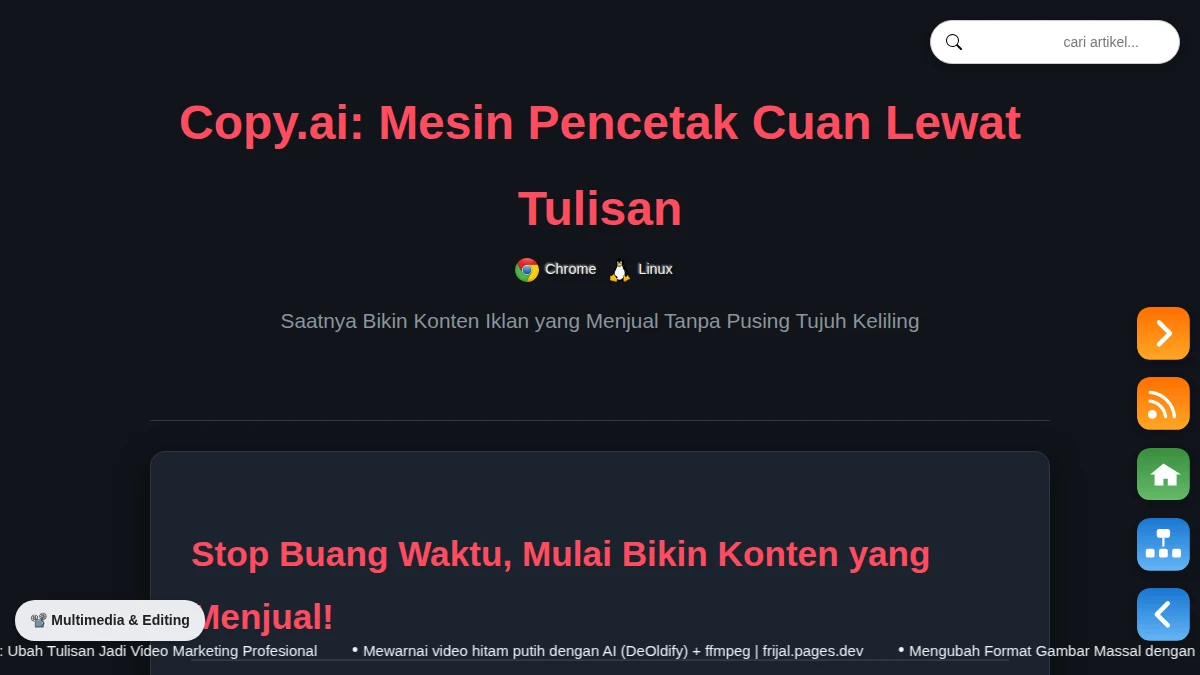 cari artikel...
Copy.ai: Mesin Pencetak Cuan Lewat
Tulisan
Chrome Linux
Saatnya Bikin Konten Iklan yang Menjual Tanpa Pusing Tujuh Keliling
Stop Buang Waktu, Mulai Bikin Konten yang
Menjual!
Multimedia & Editing
: Ubah Tulisan Jadi Video Marketing Profesional • Mewarnai video hitam putih dengan AI (DeOldify) + ffmpeg | frijal.pages.dev • Mengubah Format Gambar Massal dengan